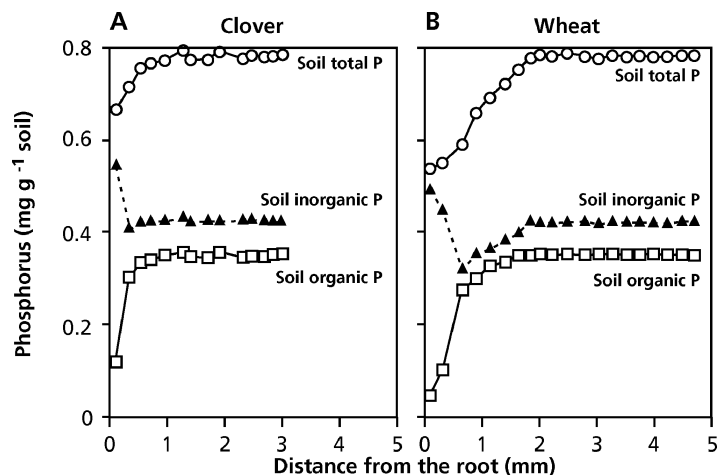 A
Clover
B
Wheat
Phosphorus (mg g -1 soil)
0.8
0.6
0.4
0.2
0
Soil total P
Soil inorganic P
Soil organic P
Soil total P
Soil inorganic P
Soil organic P
0 1 2 3 4 5
0 1 2 3 4 5
Distance from the root (mm)